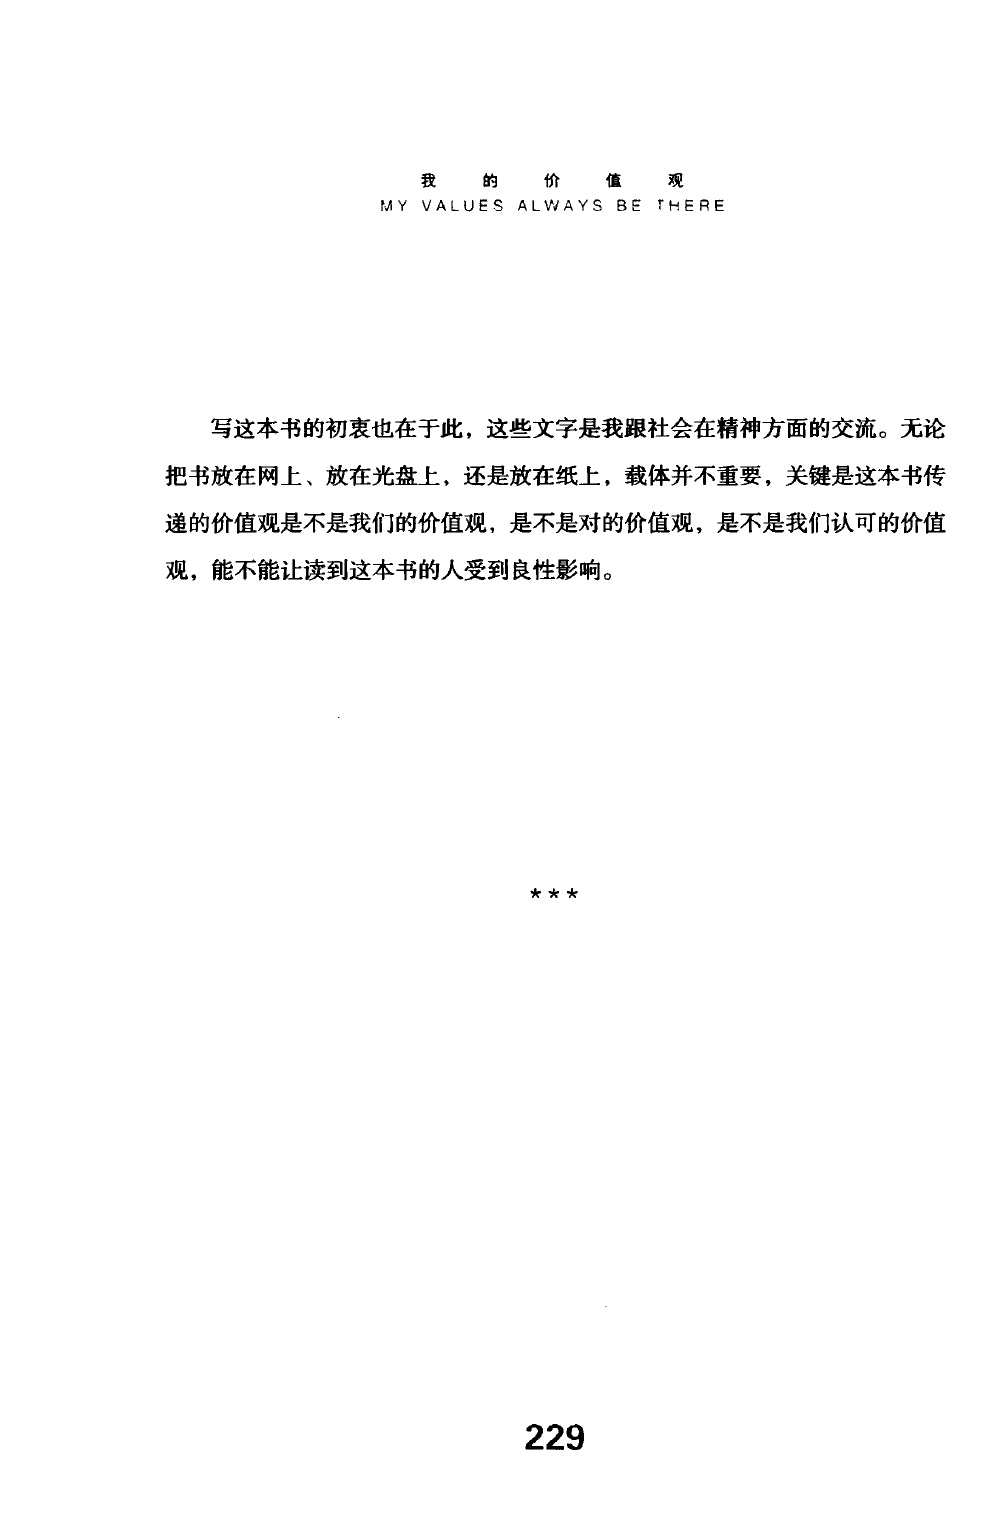 我的价值观
MY VALUES ALWAYS BE THERE
写这本书的初衷也在于此，这些文字是我跟社会在精神方面的交流。无论
把书放在网上、放在光盘上，还是放在纸上，载体并不重要，关键是这本书传
递的价值观是不是我们的价值观，是不是对的价值观，是不是我们认可的价值
观，能不能让读到这本书的人受到良性影响。
***
229